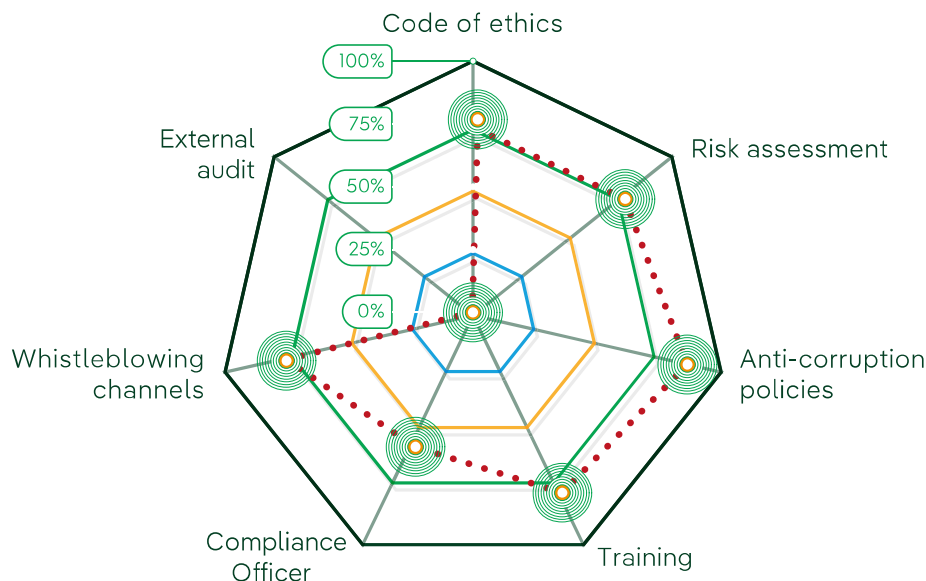 Code of ethics
100%
75%
External
audit
Risk assessment
50%
25%
0%
Whistleblowing
channels
Anti-corruption
policies
Compliance
Officer
Training